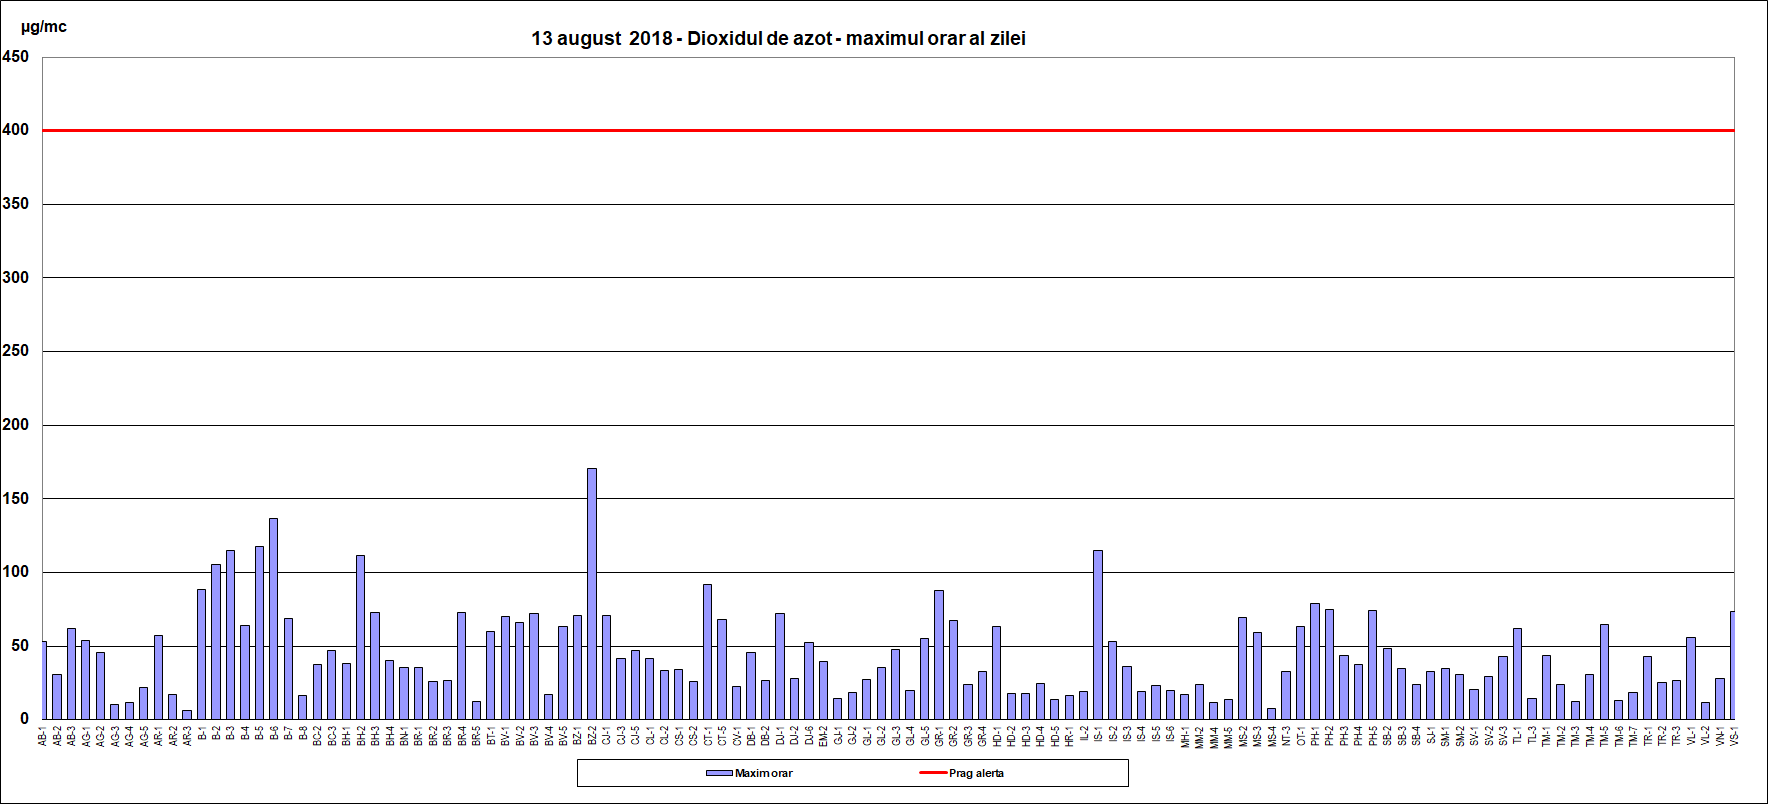 µg/mc
13 august 2018 - Dioxidul de azot - maximul orar al zilei
450
400
350
300
250
200
150
100
50
0
AB-1 AB-2 AB-3 AG-1 AG-2 AG-3 AG-4 AG-5 AR-1 AR-2 AR-3 B-1 B-2 B-3 B-4 B-5 B-6 B-7 B-8 BC-2 BC-3 BH-1 BH-2 BH-3 BH-4 BN-1 BR-1 BR-2 BR-3 BR-4 BR-5 BT-1 BV-1 BV-2 BV-3 BV-4 BV-5 BZ-1 BZ-2 CJ-1 CJ-3 CJ-5 CL-1 CL-2 CS-1 CS-2 CT-1 CT-5 CV-1 DB-1 DB-2 DJ-1 DJ-2 DJ-6 EM-2 GJ-1 GJ-2 GL-1 GL-2 GL-3 GL-4 GL-5 GR-1 GR-2 GR-3 GR-4 HD-1 HD-2 HD-3 HD-4 HD-5 HR-1 IL-2 IS-1 IS-2 IS-3 IS-4 IS-5 IS-6 MH-1 MM-2 MM-4 MM-5 MS-2 MS-3 MS-4 NT-3 OT-1 PH-1 PH-2 PH-3 PH-4 PH-5 SB-2 SB-3 SB-4 SJ-1 SM-1 SM-2 SV-1 SV-2 SV-3 TL-1 TL-3 TM-1 TM-2 TM-3 TM-4 TM-5 TM-6 TM-7 TR-1 TR-2 TR-3 VL-1 VL-2 VN-1 VS-1
Maxim orar Prag alerta